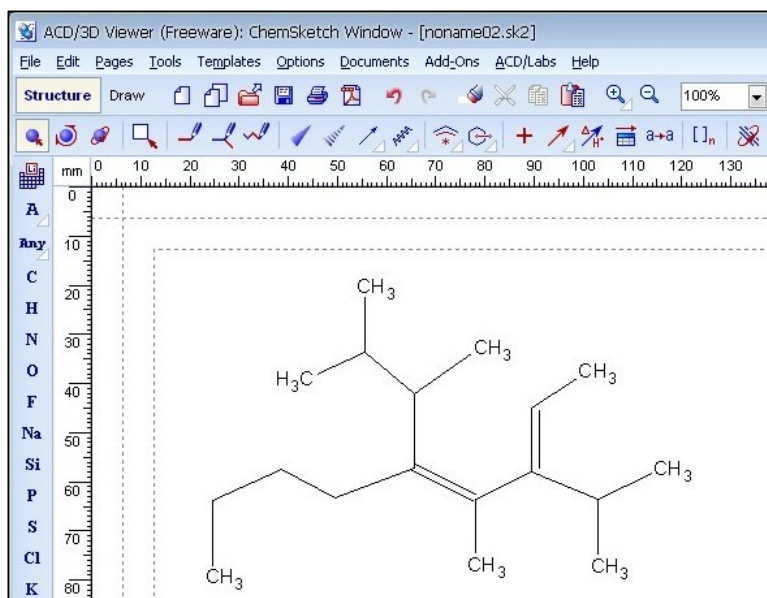 ACD/3D Viewer (Freeware): ChemSketch Window - [noname02.sk2]
File Edit Pages Tools Templates Options Documents Add-Ons ACD/Labs Help
Structure Draw 100%
a→a [ ]n
Li mm 0 10 20 30 40 50 60 70 80 90 100 110 120 130
0
A
Any 10
C
20 CH3
H
N 30
CH3
O
H3C CH3
F 40
Na 50
Si
CH3
P 60
S 70
Cl
CH3 CH3 CH3
K 80